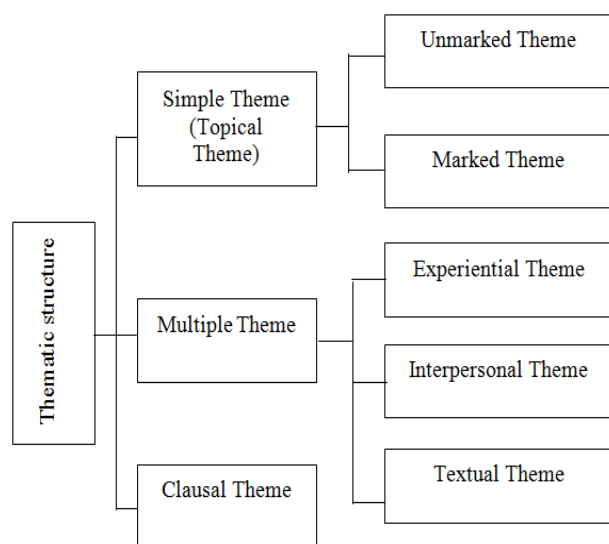 Thematic structure
Simple Theme
(Topical
Theme)
Unmarked Theme
Marked Theme
Multiple Theme
Experiential Theme
Interpersonal Theme
Textual Theme
Clausal Theme